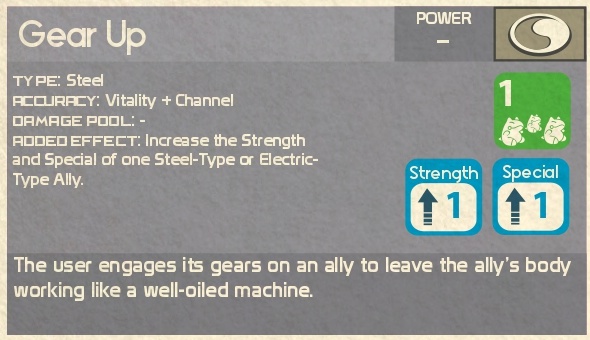 Gear Up
POWER
–
TYPE: Steel
ACCURACY: Vitality + Channel
DAMAGE POOL: -
ADDED EFFECT: Increase the Strength
and Special of one Steel-Type or Electric-
Type Ally.
1
Strength
1
Special
1
The user engages its gears on an ally to leave the ally's body
working like a well-oiled machine.